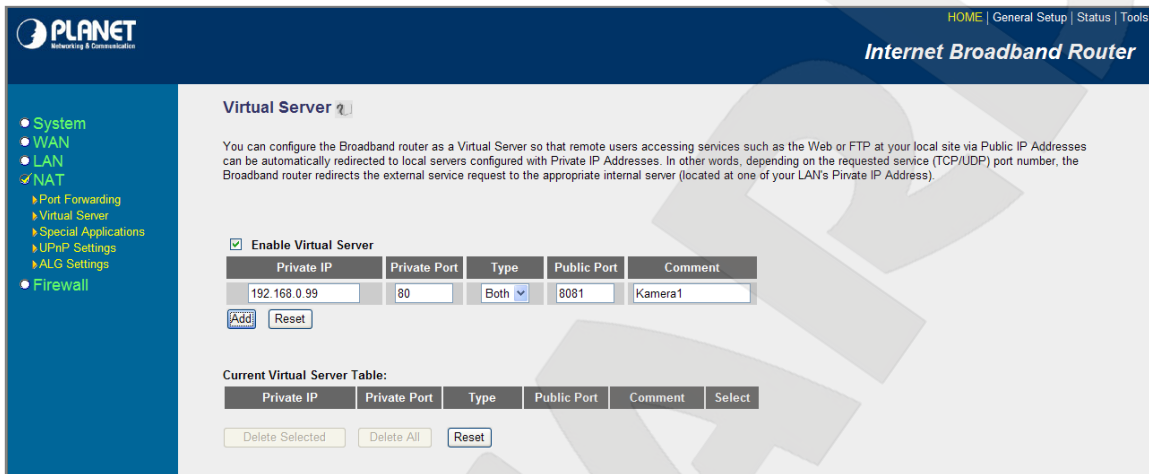 PLANET
Networking & Communication
HOME | General Setup | Status | Tools
Internet Broadband Router
System
WAN
LAN
NAT
Port Forwarding
Virtual Server
Special Applications
UPnP Settings
ALG Settings
Firewall
Virtual Server
You can configure the Broadband router as a Virtual Server so that remote users accessing services such as the Web or FTP at your local site via Public IP Addresses
can be automatically redirected to local servers configured with Private IP Addresses. In other words, depending on the requested service (TCP/UDP) port number, the
Broadband router redirects the external service request to the appropriate internal server (located at one of your LAN's Pivate IP Address).
Enable Virtual Server
Private IP Private Port Type Public Port Comment
192.168.0.99 80 Both 8081 Kamera1
Add Reset
Current Virtual Server Table:
Private IP Private Port Type Public Port Comment Select
Delete Selected Delete All Reset